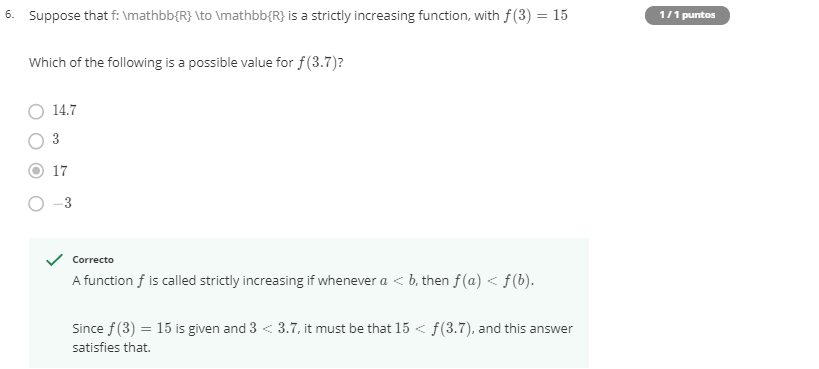 6. Suppose that f: \mathbb{R} \to \mathbb{R} is a strictly increasing function, with f(3) = 15
1 / 1 puntos
Which of the following is a possible value for f(3.7)?
14.7
3
17
−3
Correcto
A function f is called strictly increasing if whenever a < b, then f(a) < f(b).
Since f(3) = 15 is given and 3 < 3.7, it must be that 15 < f(3.7), and this answer
satisfies that.